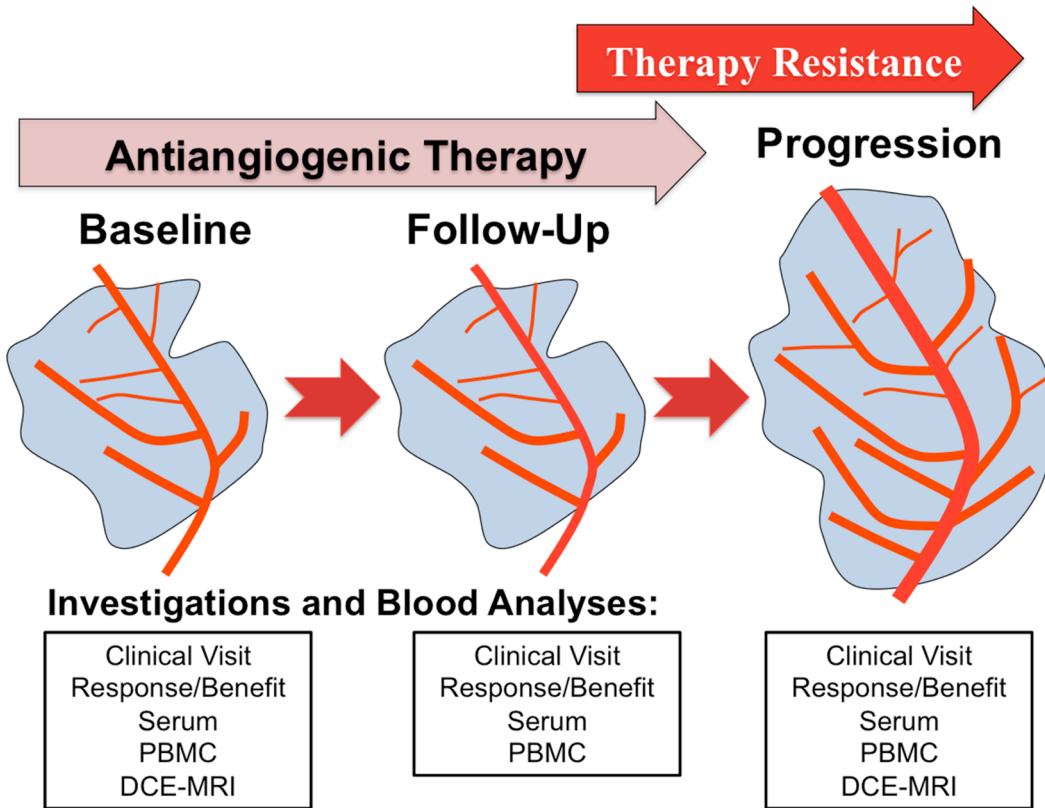 Therapy Resistance
Antiangiogenic Therapy
Progression
Baseline
Follow-Up
Investigations and Blood Analyses:
Clinical Visit
Response/Benefit
Serum
PBMC
DCE-MRI
Clinical Visit
Response/Benefit
Serum
PBMC
Clinical Visit
Response/Benefit
Serum
PBMC
DCE-MRI